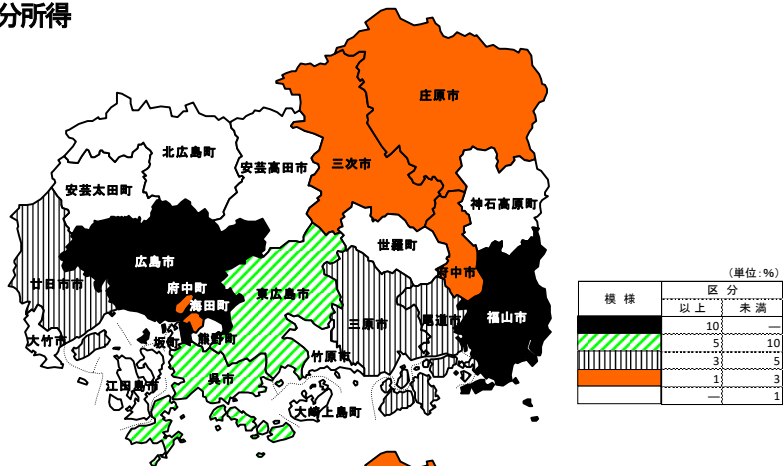 分所得
庄原市
北広島町
三次市
安芸高田市
安芸太田町
神石高原町
世羅町
広島市
府中市
廿日市市
府中町
東広島市
海田町
尾道市
福山市
三原市
坂町
熊野町
大竹市
竹原市
呉市
江田島市
大崎上島町
(単位:%)
模様 区分
以上 未満
10 ―
5 10
3 5
1 3
― 1